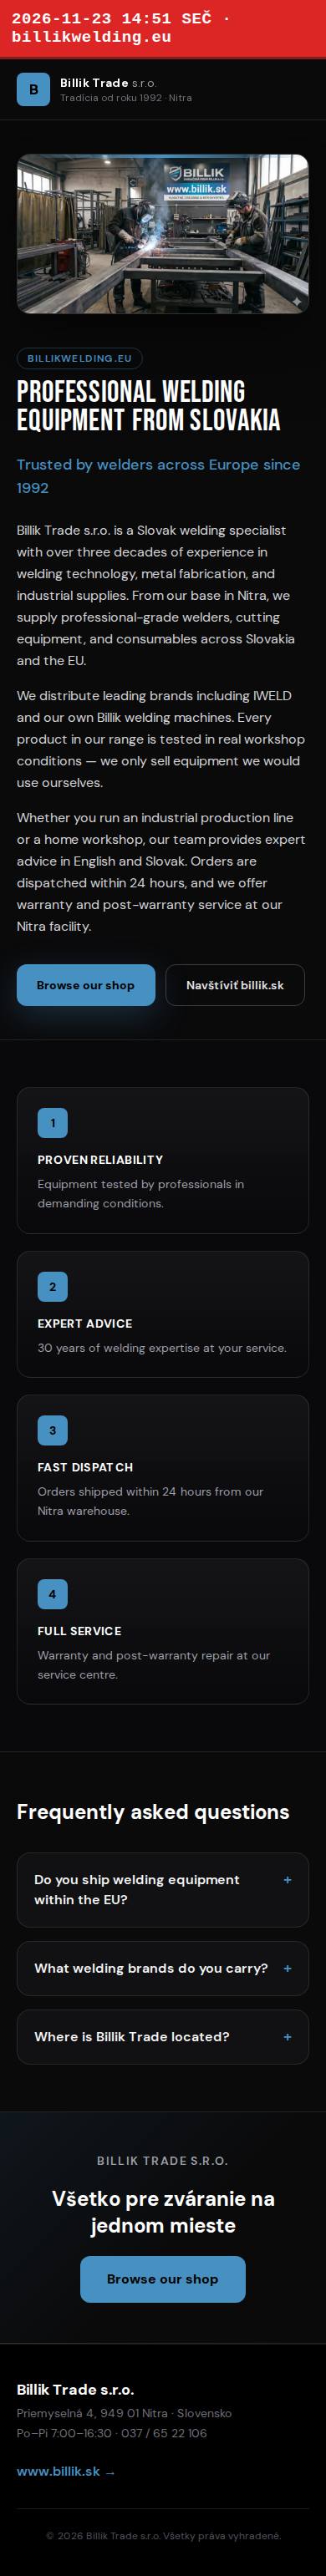 2026-11-23 14:51 SEČ ·
billikwelding.eu
B
Billik Trade s.r.o.
Tradícia od roku 1992 · Nitra
BILLIK
www.billik.sk
BILLIKWELDING.EU
PROFESSIONAL WELDING
EQUIPMENT FROM SLOVAKIA
Trusted by welders across Europe since
1992
Billik Trade s.r.o. is a Slovak welding specialist
with over three decades of experience in
welding technology, metal fabrication, and
industrial supplies. From our base in Nitra, we
supply professional-grade welders, cutting
equipment, and consumables across Slovakia
and the EU.
We distribute leading brands including IWELD
and our own Billik welding machines. Every
product in our range is tested in real workshop
conditions — we only sell equipment we would
use ourselves.
Whether you run an industrial production line
or a home workshop, our team provides expert
advice in English and Slovak. Orders are
dispatched within 24 hours, and we offer
warranty and post-warranty service at our
Nitra facility.
Browse our shop
Navštíviť billik.sk
1
PROVEN RELIABILITY
Equipment tested by professionals in
demanding conditions.
2
EXPERT ADVICE
30 years of welding expertise at your service.
3
FAST DISPATCH
Orders shipped within 24 hours from our
Nitra warehouse.
4
FULL SERVICE
Warranty and post-warranty repair at our
service centre.
Frequently asked questions
Do you ship welding equipment +
within the EU?
What welding brands do you carry? +
Where is Billik Trade located? +
BILLIK TRADE S.R.O.
Všetko pre zváranie na
jednom mieste
Browse our shop
Billik Trade s.r.o.
Priemyselná 4, 949 01 Nitra · Slovensko
Po–Pi 7:00–16:30 · 037 / 65 22 106
www.billik.sk →
© 2026 Billik Trade s.r.o. Všetky práva vyhradené.